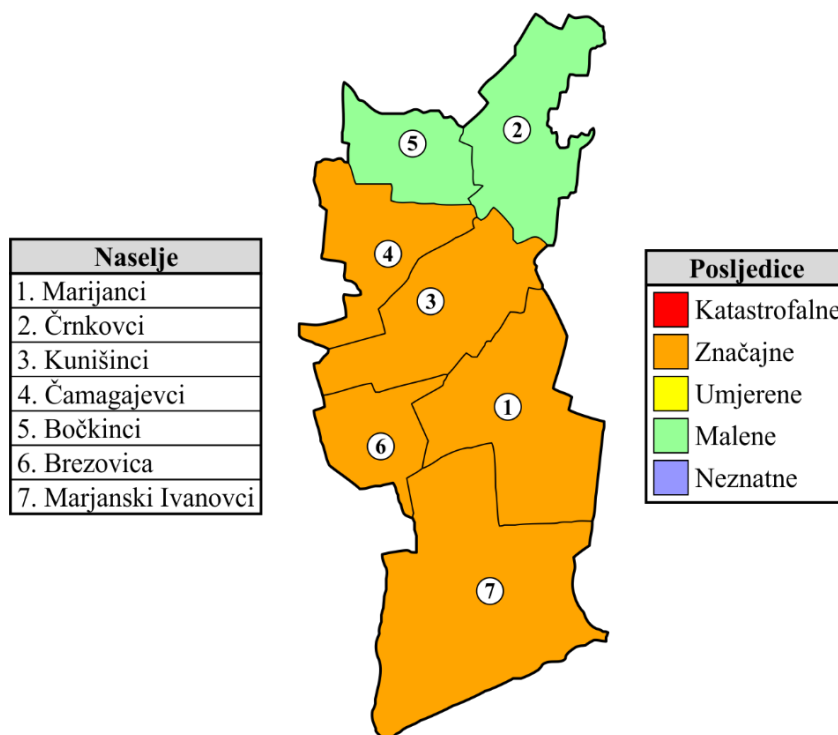 5
2
4
3
1
6
7
Naselje
1. Marijanci
2. Črnkovci
3. Kunišinci
4. Čamagajevci
5. Bočkinci
6. Brezovica
7. Marjanski Ivanovci
Posljedice
Katastrofalne
Značajne
Umjerene
Malene
Neznatne